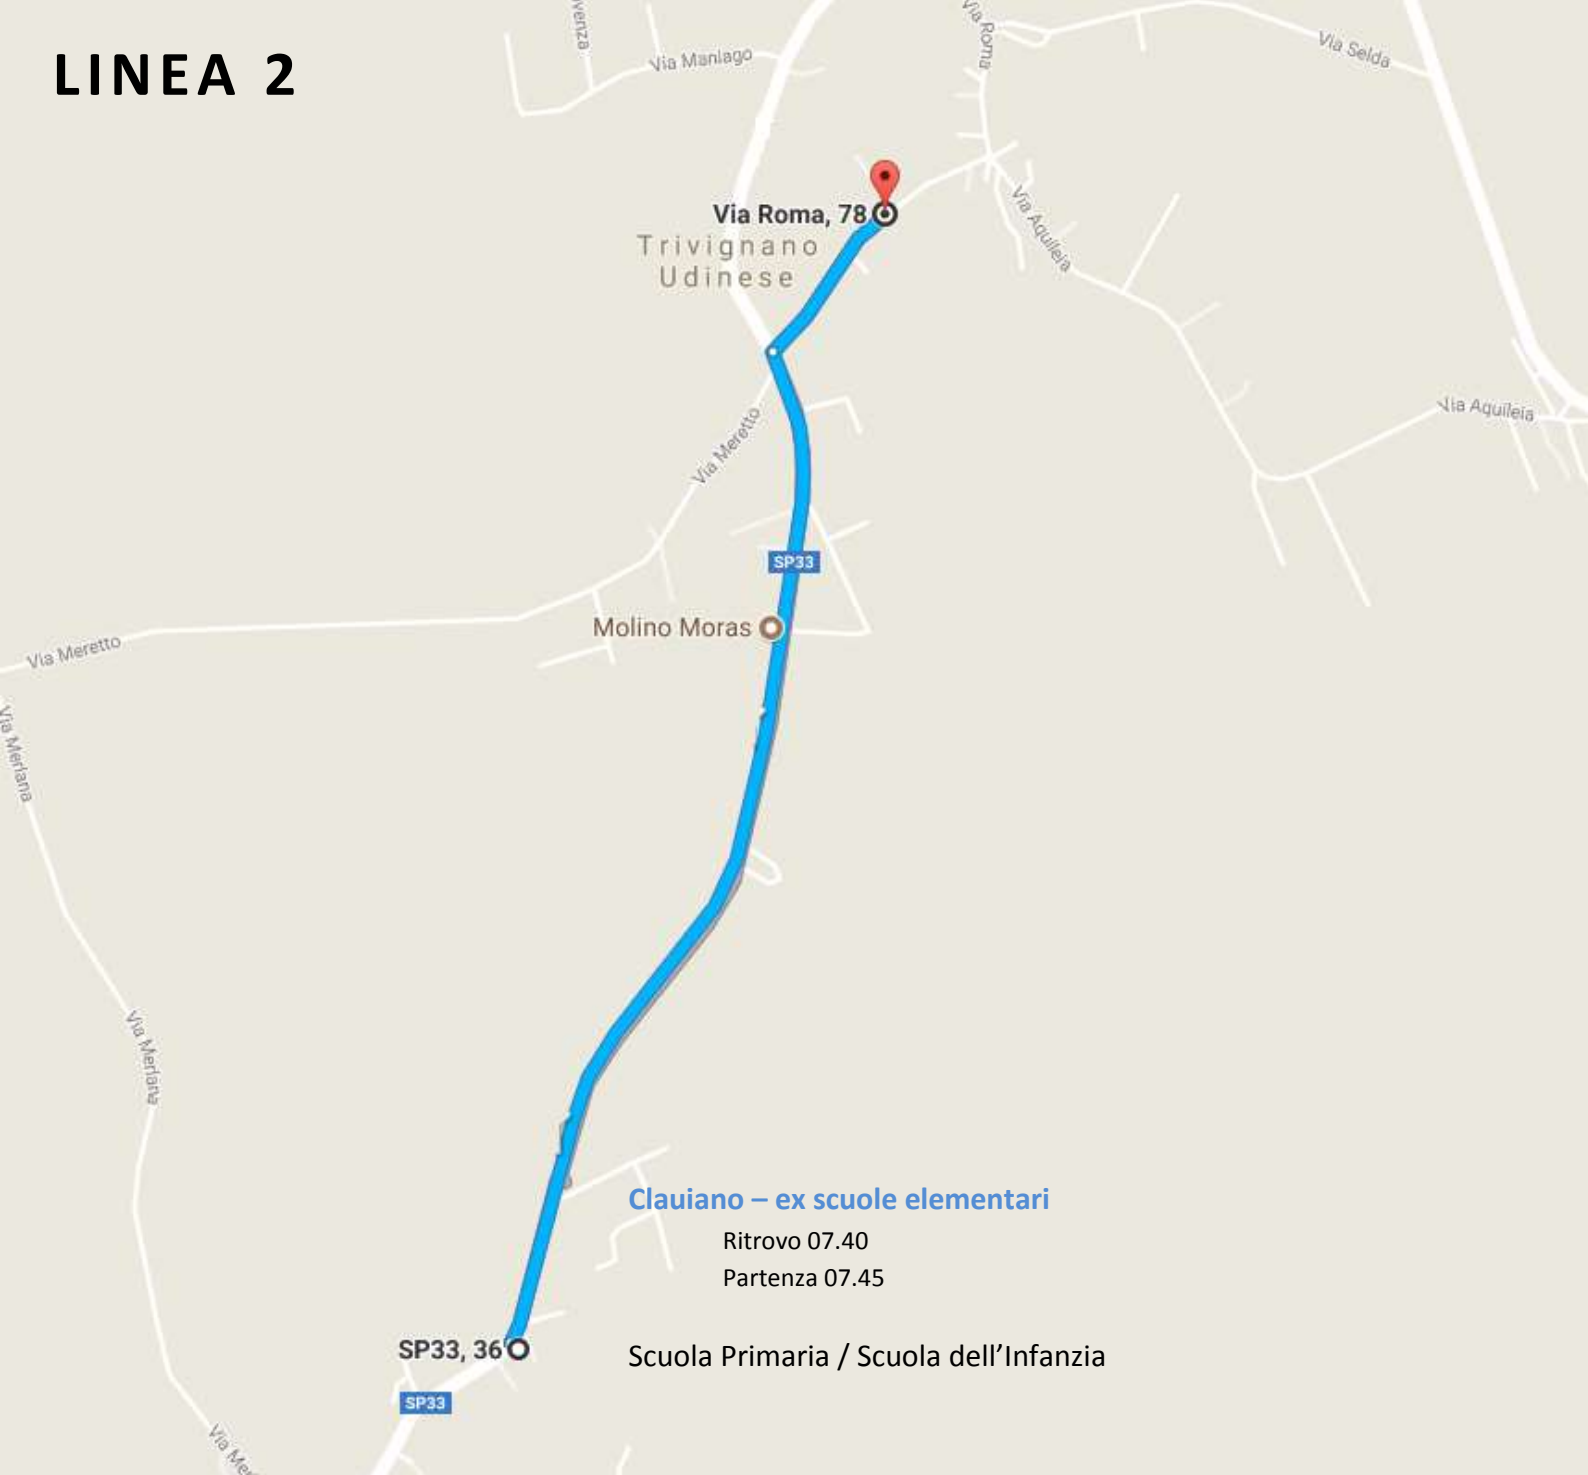 LINEA 2
Via Maniago
Via Roma
Via Selda
Via Roma, 78
Trivignano
Udinese
Via Aquileia
Via Aquileia
Via Meretto
SP33
Molino Moras
Via Meretto
Via Merlana
Via Merlana
Clauiano – ex scuole elementari
Ritrovo 07.40
Partenza 07.45
SP33, 36
Scuola Primaria / Scuola dell’Infanzia
SP33
Via